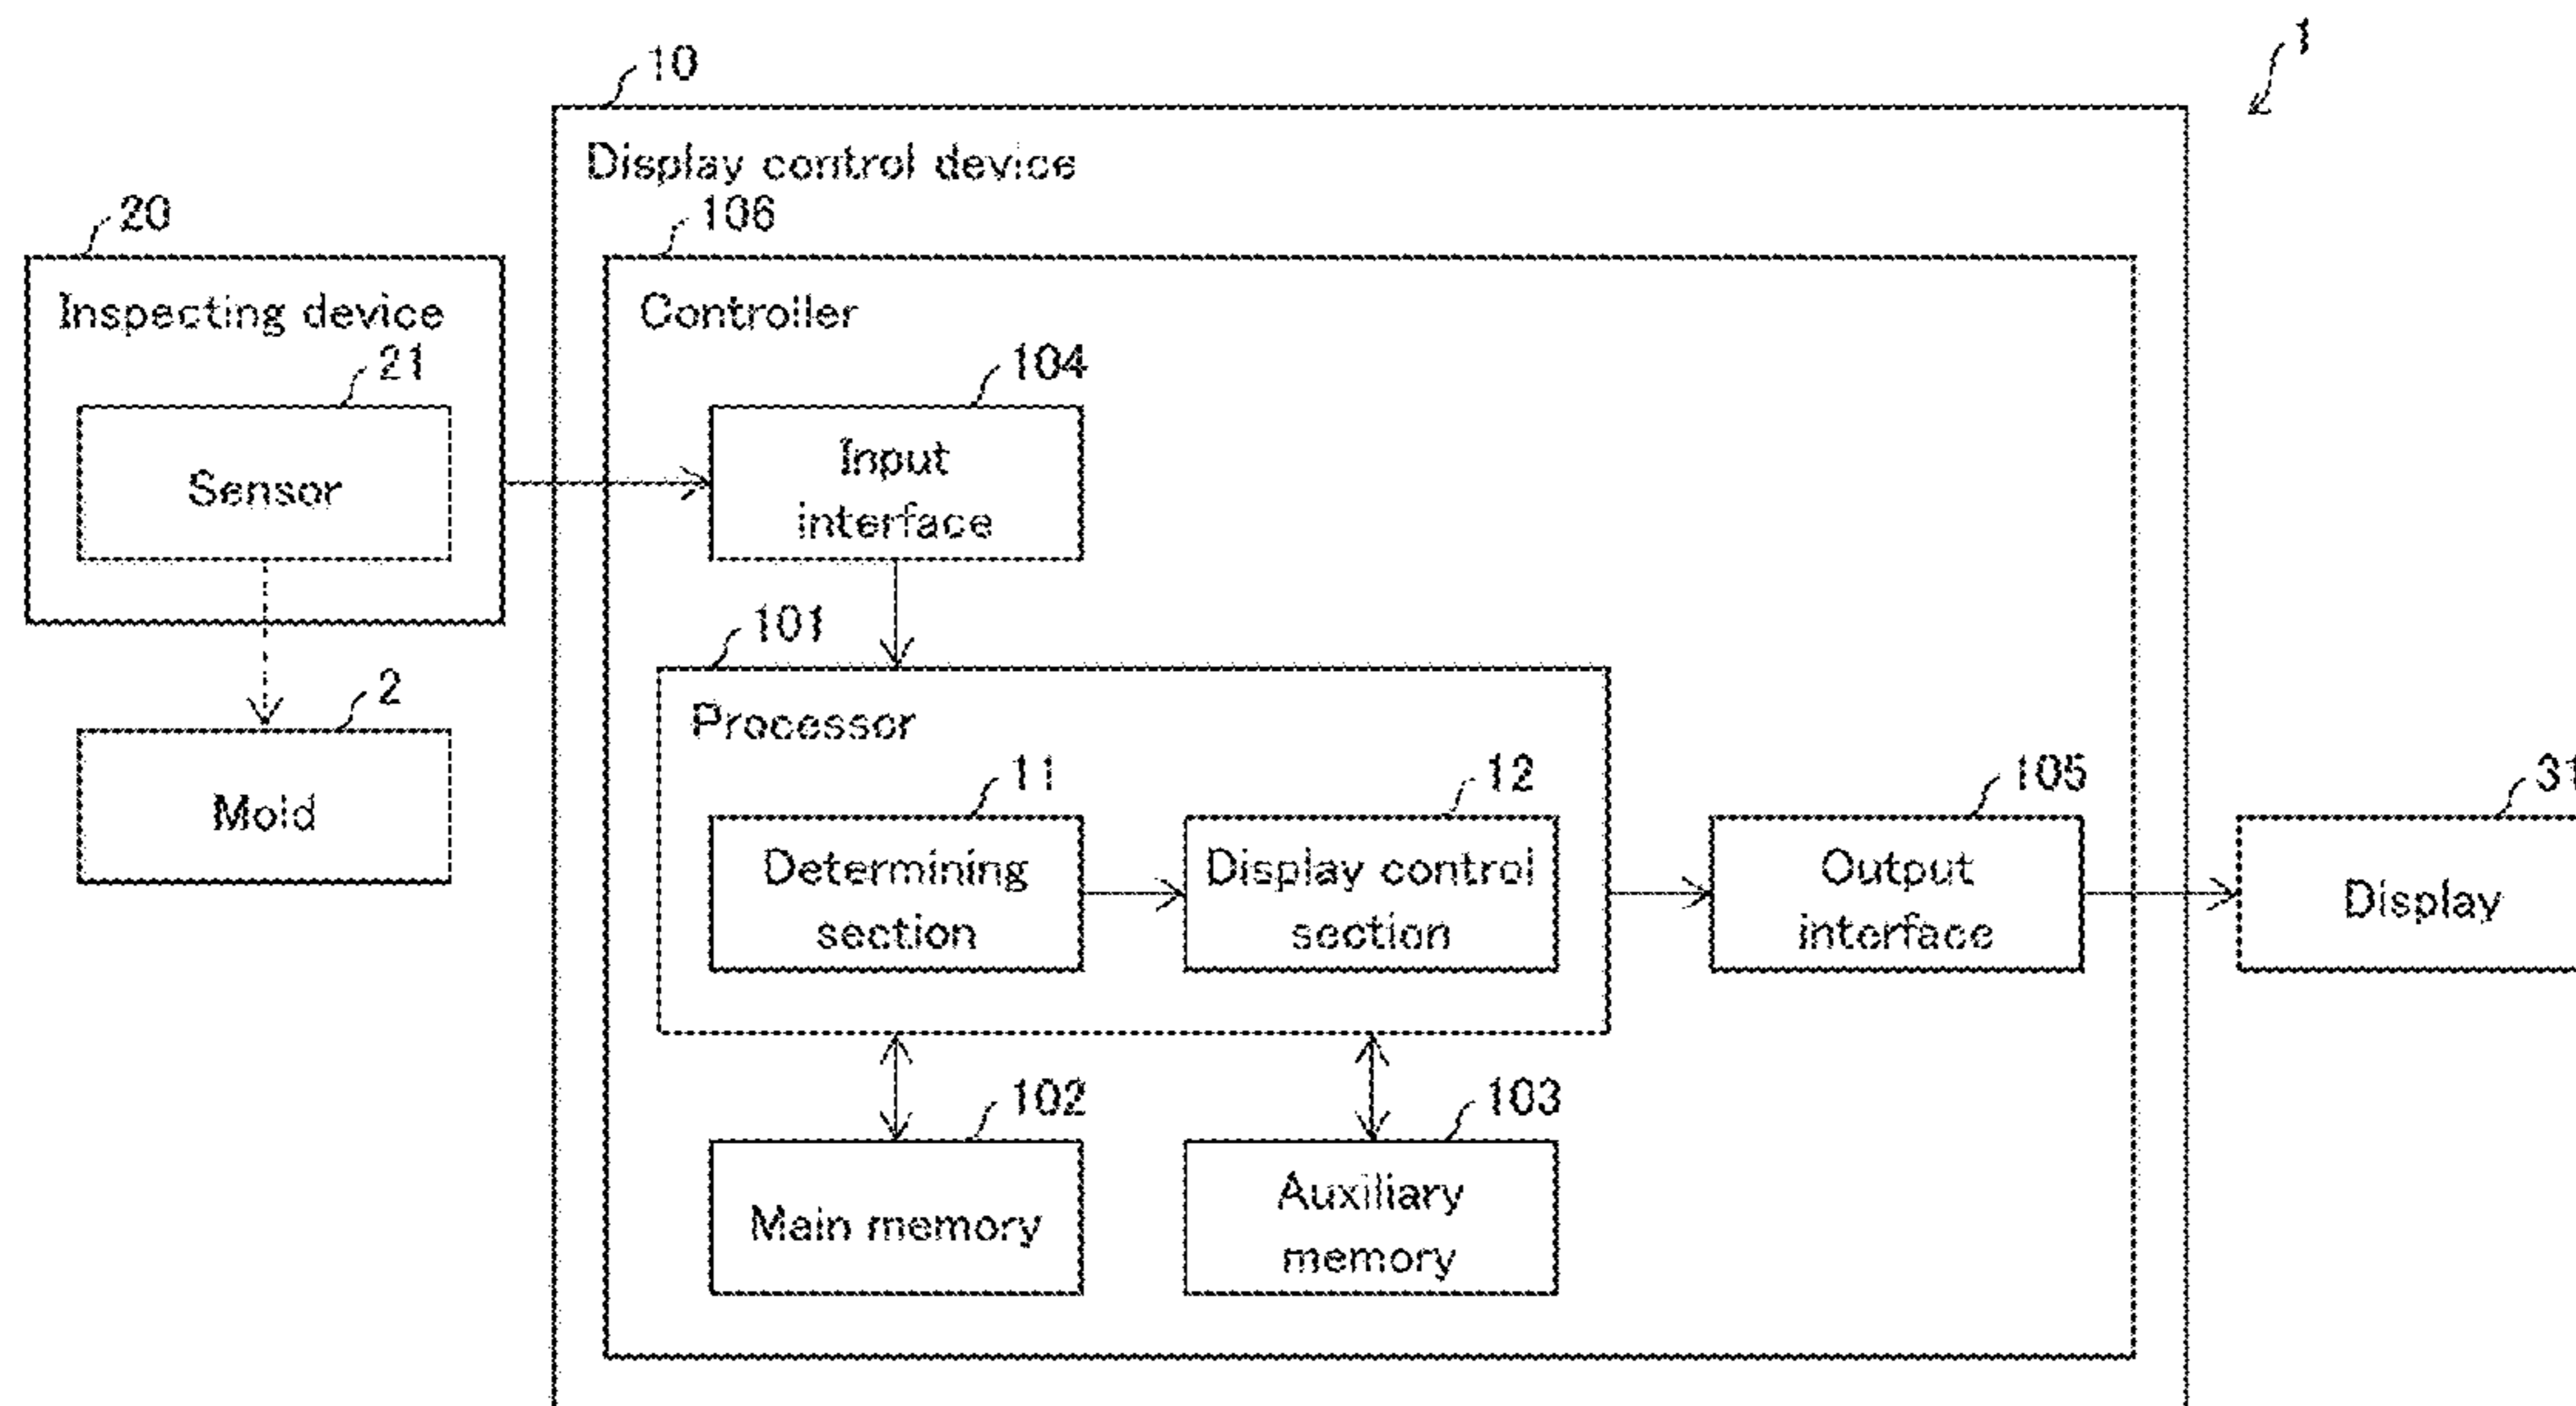 1
10
Display control device
20
106
Inspecting device
Controller
21
104
Sensor
Input
interface
101
2
Processor
Mold
11
12
105
31
Determining
section
Display control
section
Output
interface
Display
102
103
Main memory
Auxiliary
memory